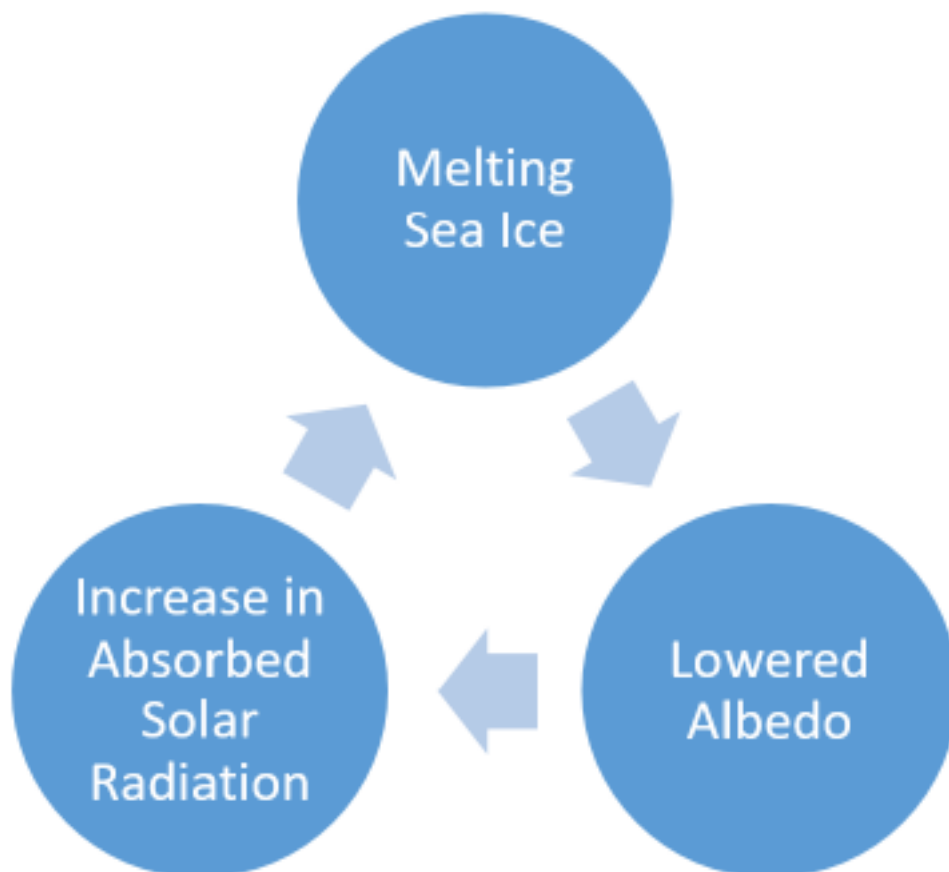 Melting
Sea Ice
Increase in
Absorbed
Solar
Radiation
Lowered
Albedo